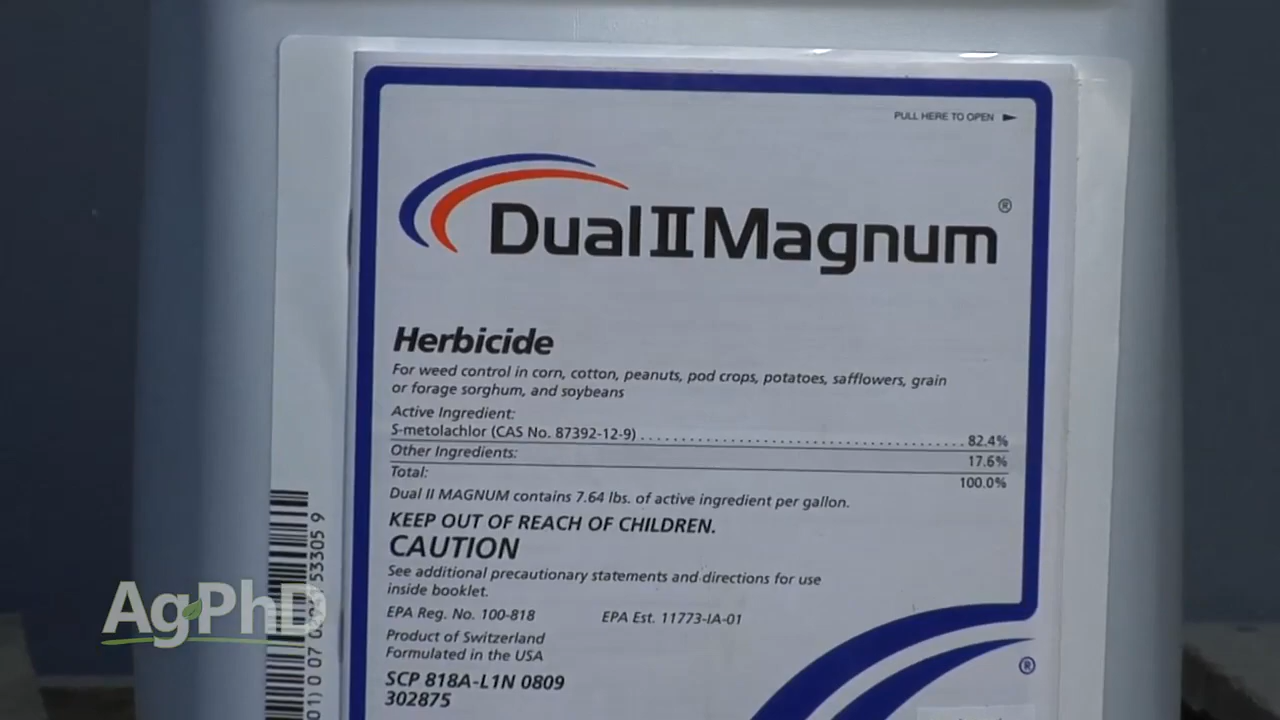 PULL HERE TO OPEN
Dual II Magnum®
Herbicide
For weed control in corn, cotton, peanuts, pod crops, potatoes, safflowers, grain
or forage sorghum, and soybeans
Active Ingredient:
S-metolachlor (CAS No. 87392-12-9) ........................................ 82.4%
Other Ingredients: 17.6%
Total: 100.0%
Dual II MAGNUM contains 7.64 lbs. of active ingredient per gallon.
KEEP OUT OF REACH OF CHILDREN.
CAUTION
See additional precautionary statements and directions for use
inside booklet.
EPA Reg. No. 100-818 EPA Est. 11773-IA-01
Product of Switzerland
Formulated in the USA
SCP 818A-L1N 0809
302875
®
AgPhD
53305 9